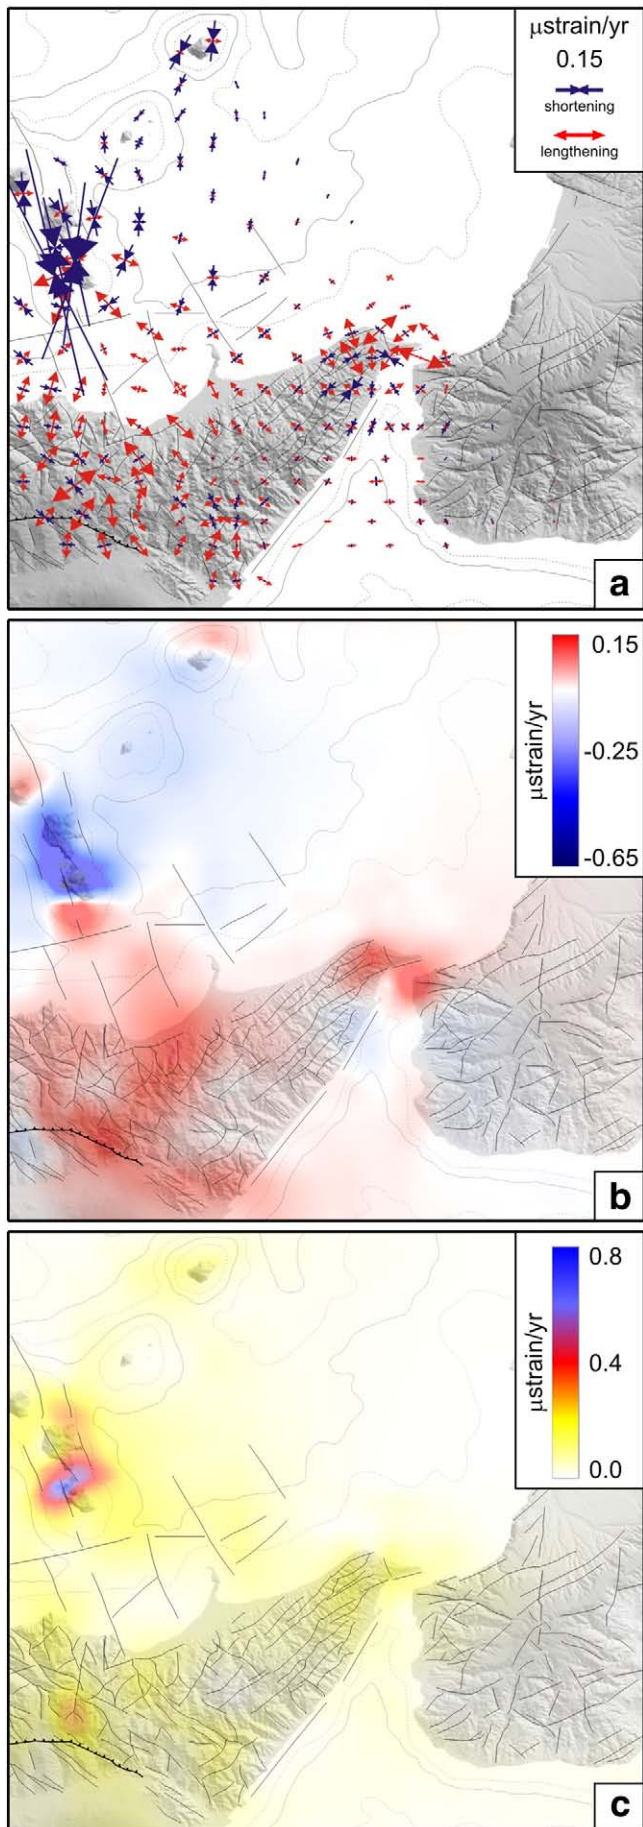 μstrain/yr
0.15
shortening
lengthening
a
μstrain/yr
0.15
-0.25
-0.65
b
μstrain/yr
0.8
0.4
0.0
c